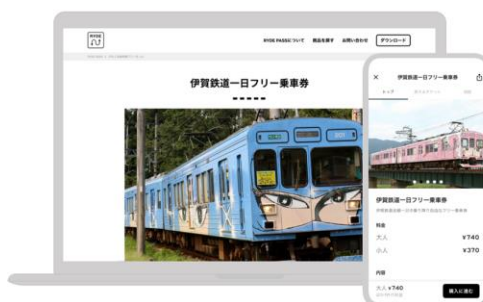 RYDE
RYDE PASSについて 商品を探す お問い合わせ ダウンロード
伊賀鉄道一日フリー乗車券
伊賀鉄道一日フリー乗車券
トップ
伊賀鉄道一日フリー乗車券
料金
大人 ¥740
小人 ¥370
内容
大人 ¥740
購入に進む